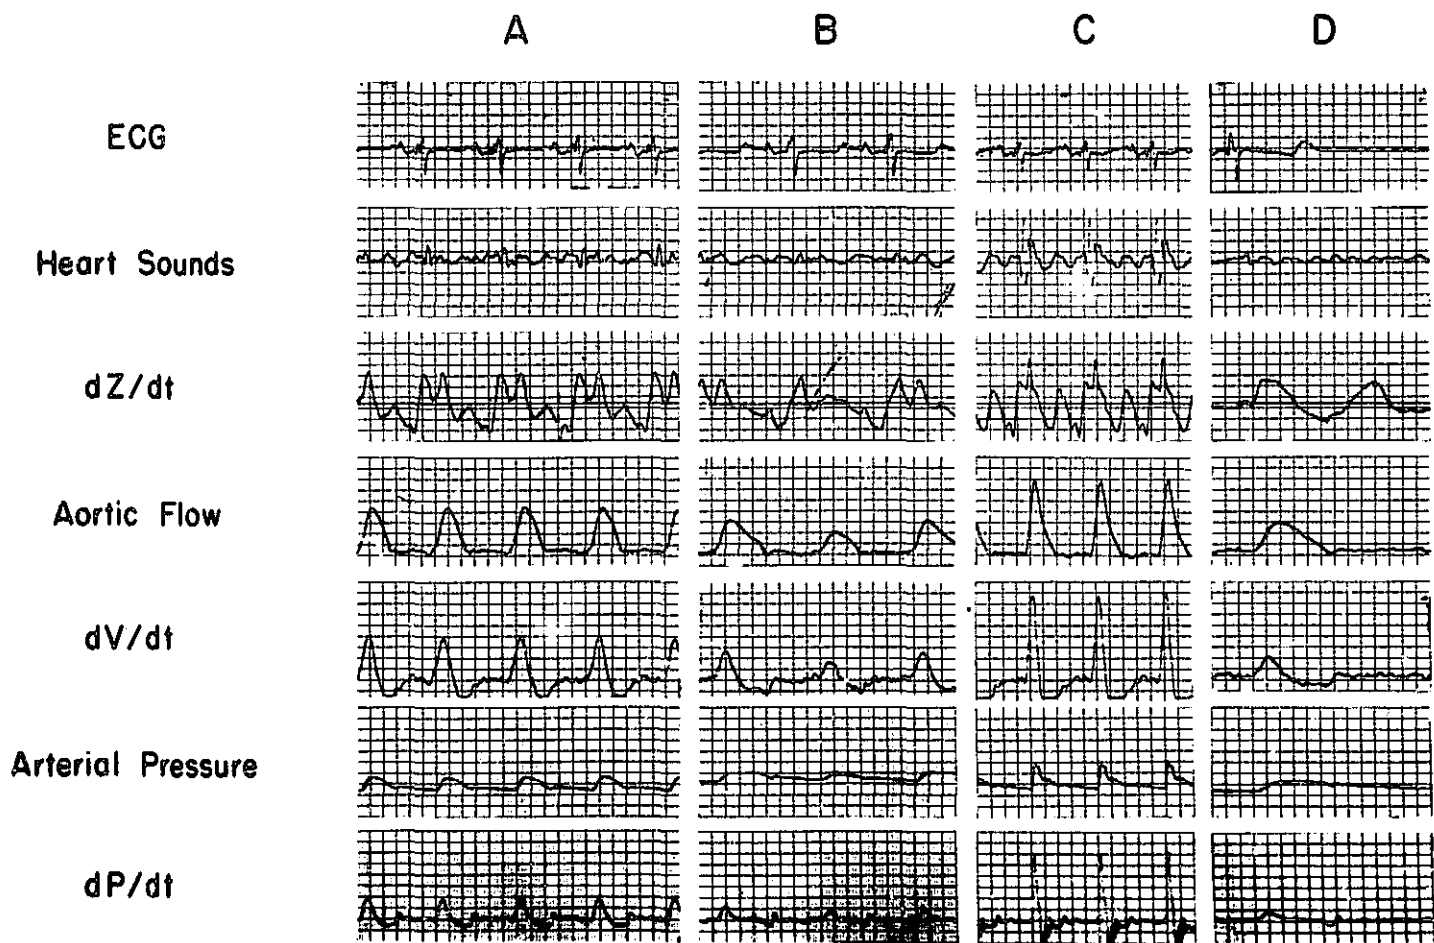 A B C D
ECG
Heart Sounds
dZ/dt
Aortic Flow
dV/dt
Arterial Pressure
dP/dt